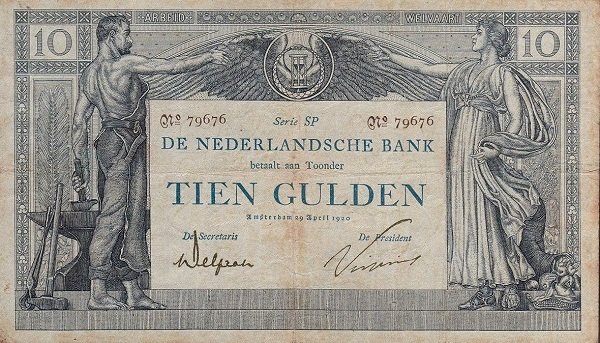 ARBEID WELVAART
10 10
№ 79676 Serie SP № 79676
DE NEDERLANDSCHE BANK
betaalt aan Toonder
TIEN GULDEN
Amsterdam 29 April 1920
De Secretaris De President